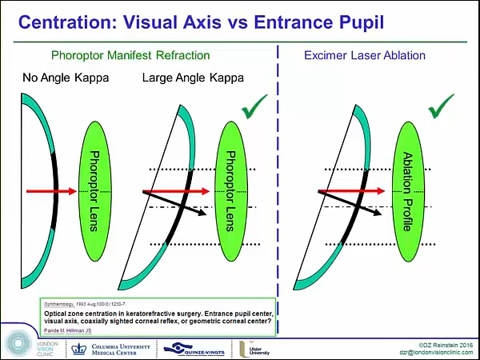 Centration: Visual Axis vs Entrance Pupil
Phoroptor Manifest Refraction
Excimer Laser Ablation
No Angle Kappa
Large Angle Kappa
Phoroptor Lens
Phoroptor Lens
Ablation Profile
Ophthalmology, 1993 Aug;100(8):1230-7
Optical zone centration in keratorefractive surgery. Entrance pupil center,
visual axis, coaxially sighted corneal reflex, or geometric corneal center?
Pande M, Hillman JS
LONDON
VISION
CLINIC
COLUMBIA UNIVERSITY
MEDICAL CENTER
QUINZE-VINGTS
Ulster
University
©DZ Reinstein 2016
dzr@londonvisionclinic.com